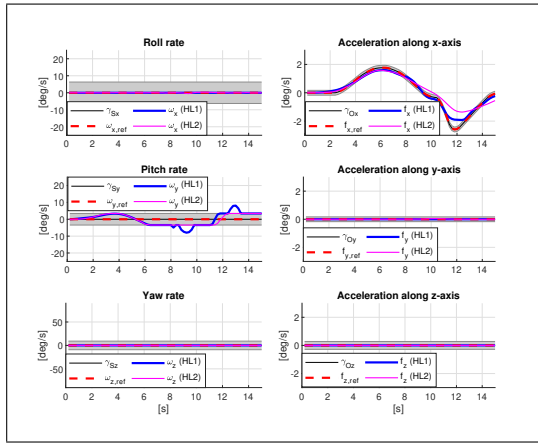 Roll rate
[deg/s]
20
10
0
-10
-20
γSx
ωx,ref
ωx (HL1)
ωx (HL2)
0 2 4 6 8 10 12 14
Acceleration along x-axis
[deg/s]
2
0
-2
γOx
fx,ref
fx (HL1)
fx (HL2)
0 2 4 6 8 10 12 14
Pitch rate
[deg/s]
20
10
0
-10
-20
γSy
ωy,ref
ωy (HL1)
ωy (HL2)
0 2 4 6 8 10 12 14
Acceleration along y-axis
[deg/s]
2
0
-2
γOy
fy,ref
fy (HL1)
fy (HL2)
0 2 4 6 8 10 12 14
Yaw rate
[deg/s]
50
0
-50
γSz
ωz,ref
ωz (HL1)
ωz (HL2)
0 2 4 6 8 10 12 14
[s]
Acceleration along z-axis
[deg/s]
2
0
-2
γOz
fz,ref
fz (HL1)
fz (HL2)
0 2 4 6 8 10 12 14
[s]